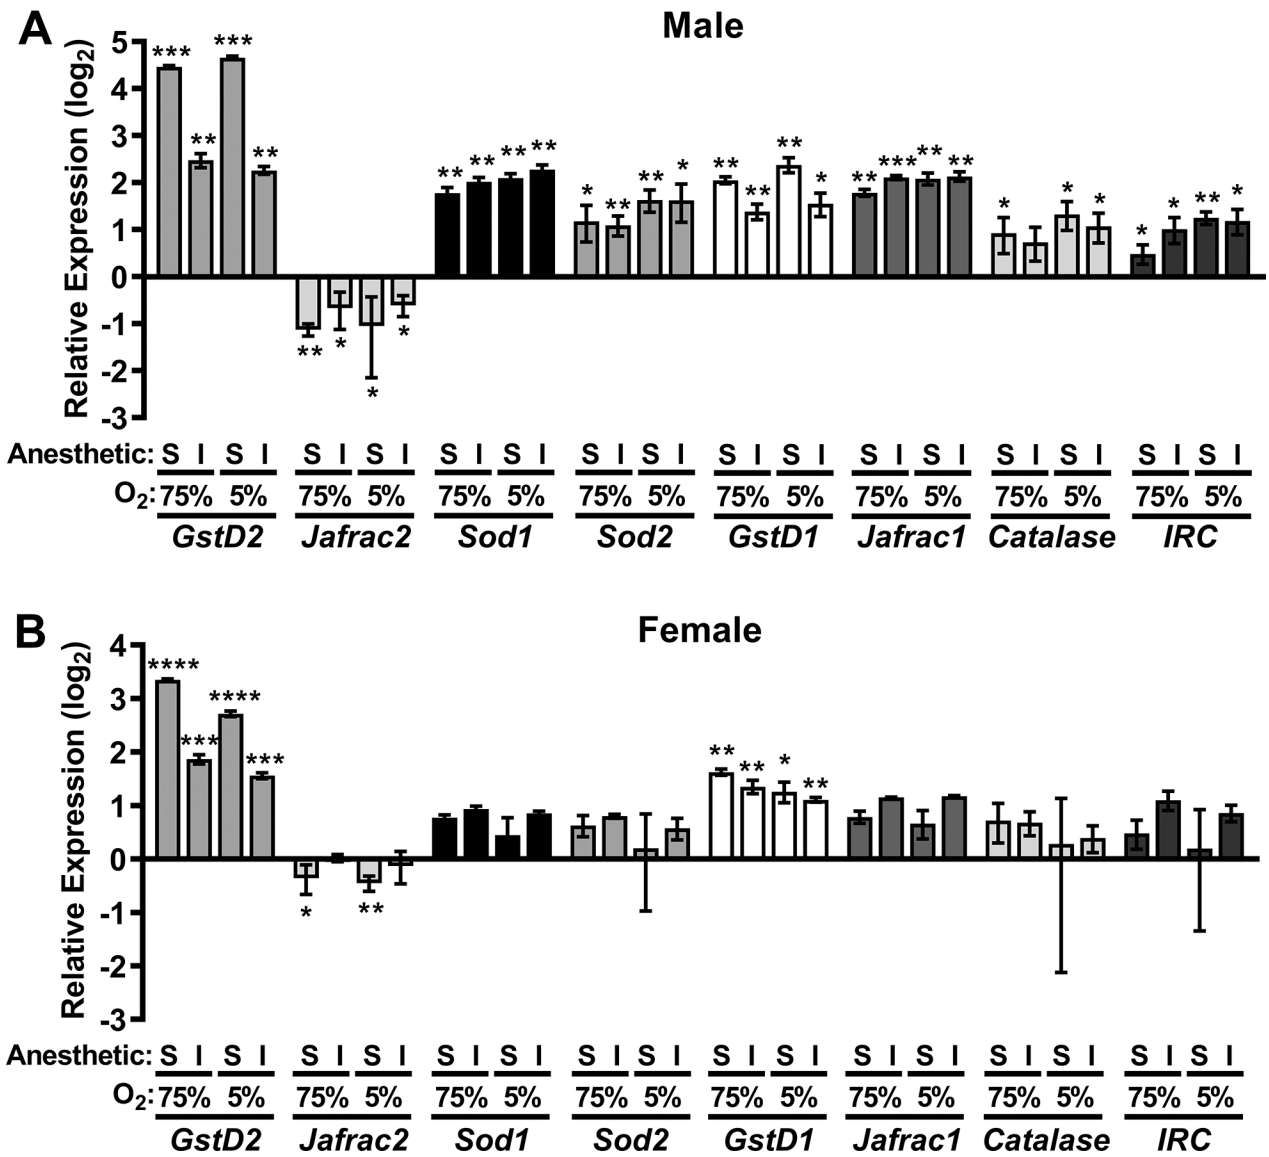 A
Male
Relative Expression (log2)
5
*** ***
4
3
** ** ** ** ** ** * ** ** ** * ** *** ** **
2
* ** * * * * ** *
1
0
-1
** * * *
-2
-3
Anesthetic: S I S I S I S I S I S I S I S I S I S I S I S I S I S I S I S I
O2: 75% 5% 75% 5% 75% 5% 75% 5% 75% 5% 75% 5% 75% 5% 75% 5%
GstD2 Jafrac2 Sod1 Sod2 GstD1 Jafrac1 Catalase IRC
B
Female
Relative Expression (log2)
4
**** ****
3
*** ***
2
** ** * **
1
0
-1
* **
-2
-3
Anesthetic: S I S I S I S I S I S I S I S I S I S I S I S I S I S I S I S I
O2: 75% 5% 75% 5% 75% 5% 75% 5% 75% 5% 75% 5% 75% 5% 75% 5%
GstD2 Jafrac2 Sod1 Sod2 GstD1 Jafrac1 Catalase IRC